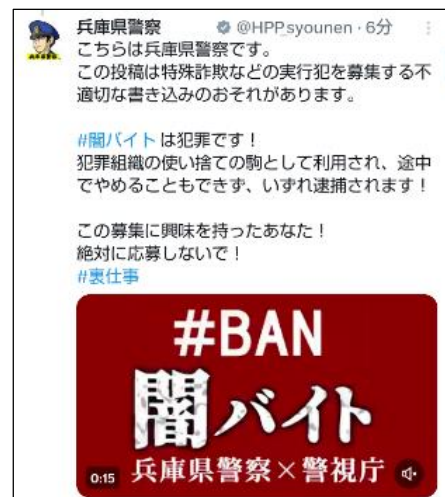 兵庫県警察 @HPP_syounen・6分
こちらは兵庫県警察です。
この投稿は特殊詐欺などの実行犯を募集する不
適切な書き込みのおそれがあります。
#闇バイト は犯罪です！
犯罪組織の使い捨ての駒として利用され、途中
でやめることもできず、いずれ逮捕されます！
この募集に興味を持ったあなた！
絶対に応募しないで！
#裏仕事
#BAN
闇バイト
0:15 兵庫県警察×警視庁